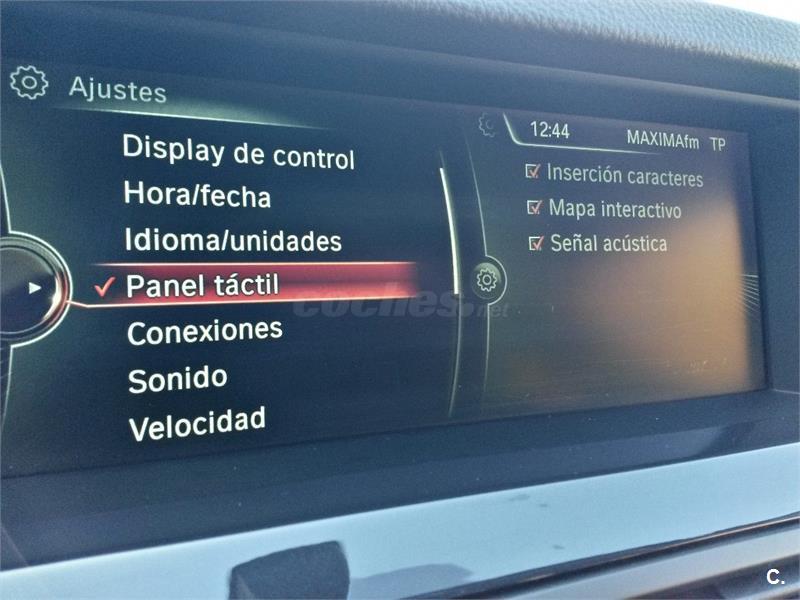 Ajustes
Display de control
Hora/fecha
Idioma/unidades
Panel táctil
Conexiones
Sonido
Velocidad
12:44 MAXIMAfm TP
Inserción caracteres
Mapa interactivo
Señal acústica
coches.net
C.